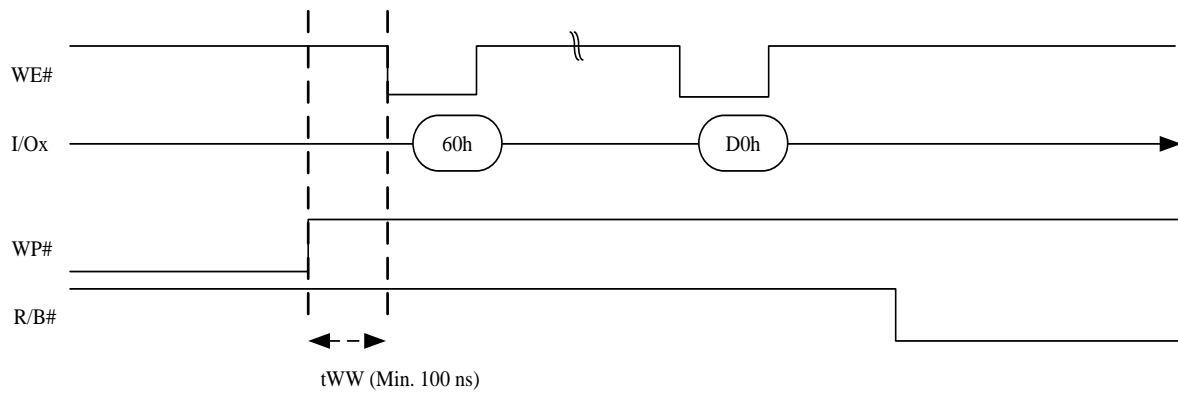 WE#
I/Ox
60h
D0h
WP#
R/B#
tWW (Min. 100 ns)